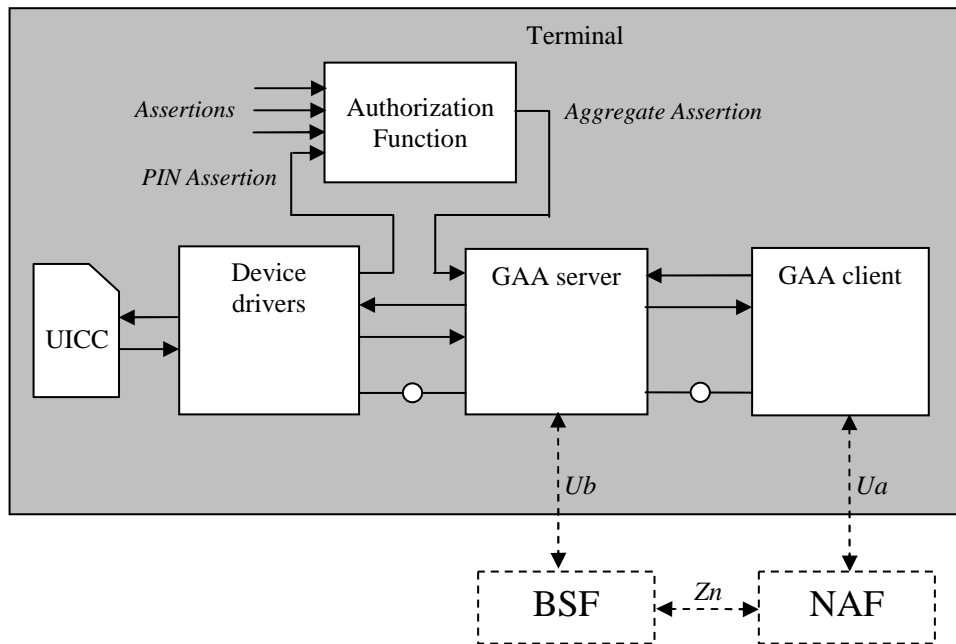 Terminal
Assertions
Authorization
Function
Aggregate Assertion
PIN Assertion
UICC
Device
drivers
GAA server
GAA client
Ub
Ua
BSF
Zn
NAF